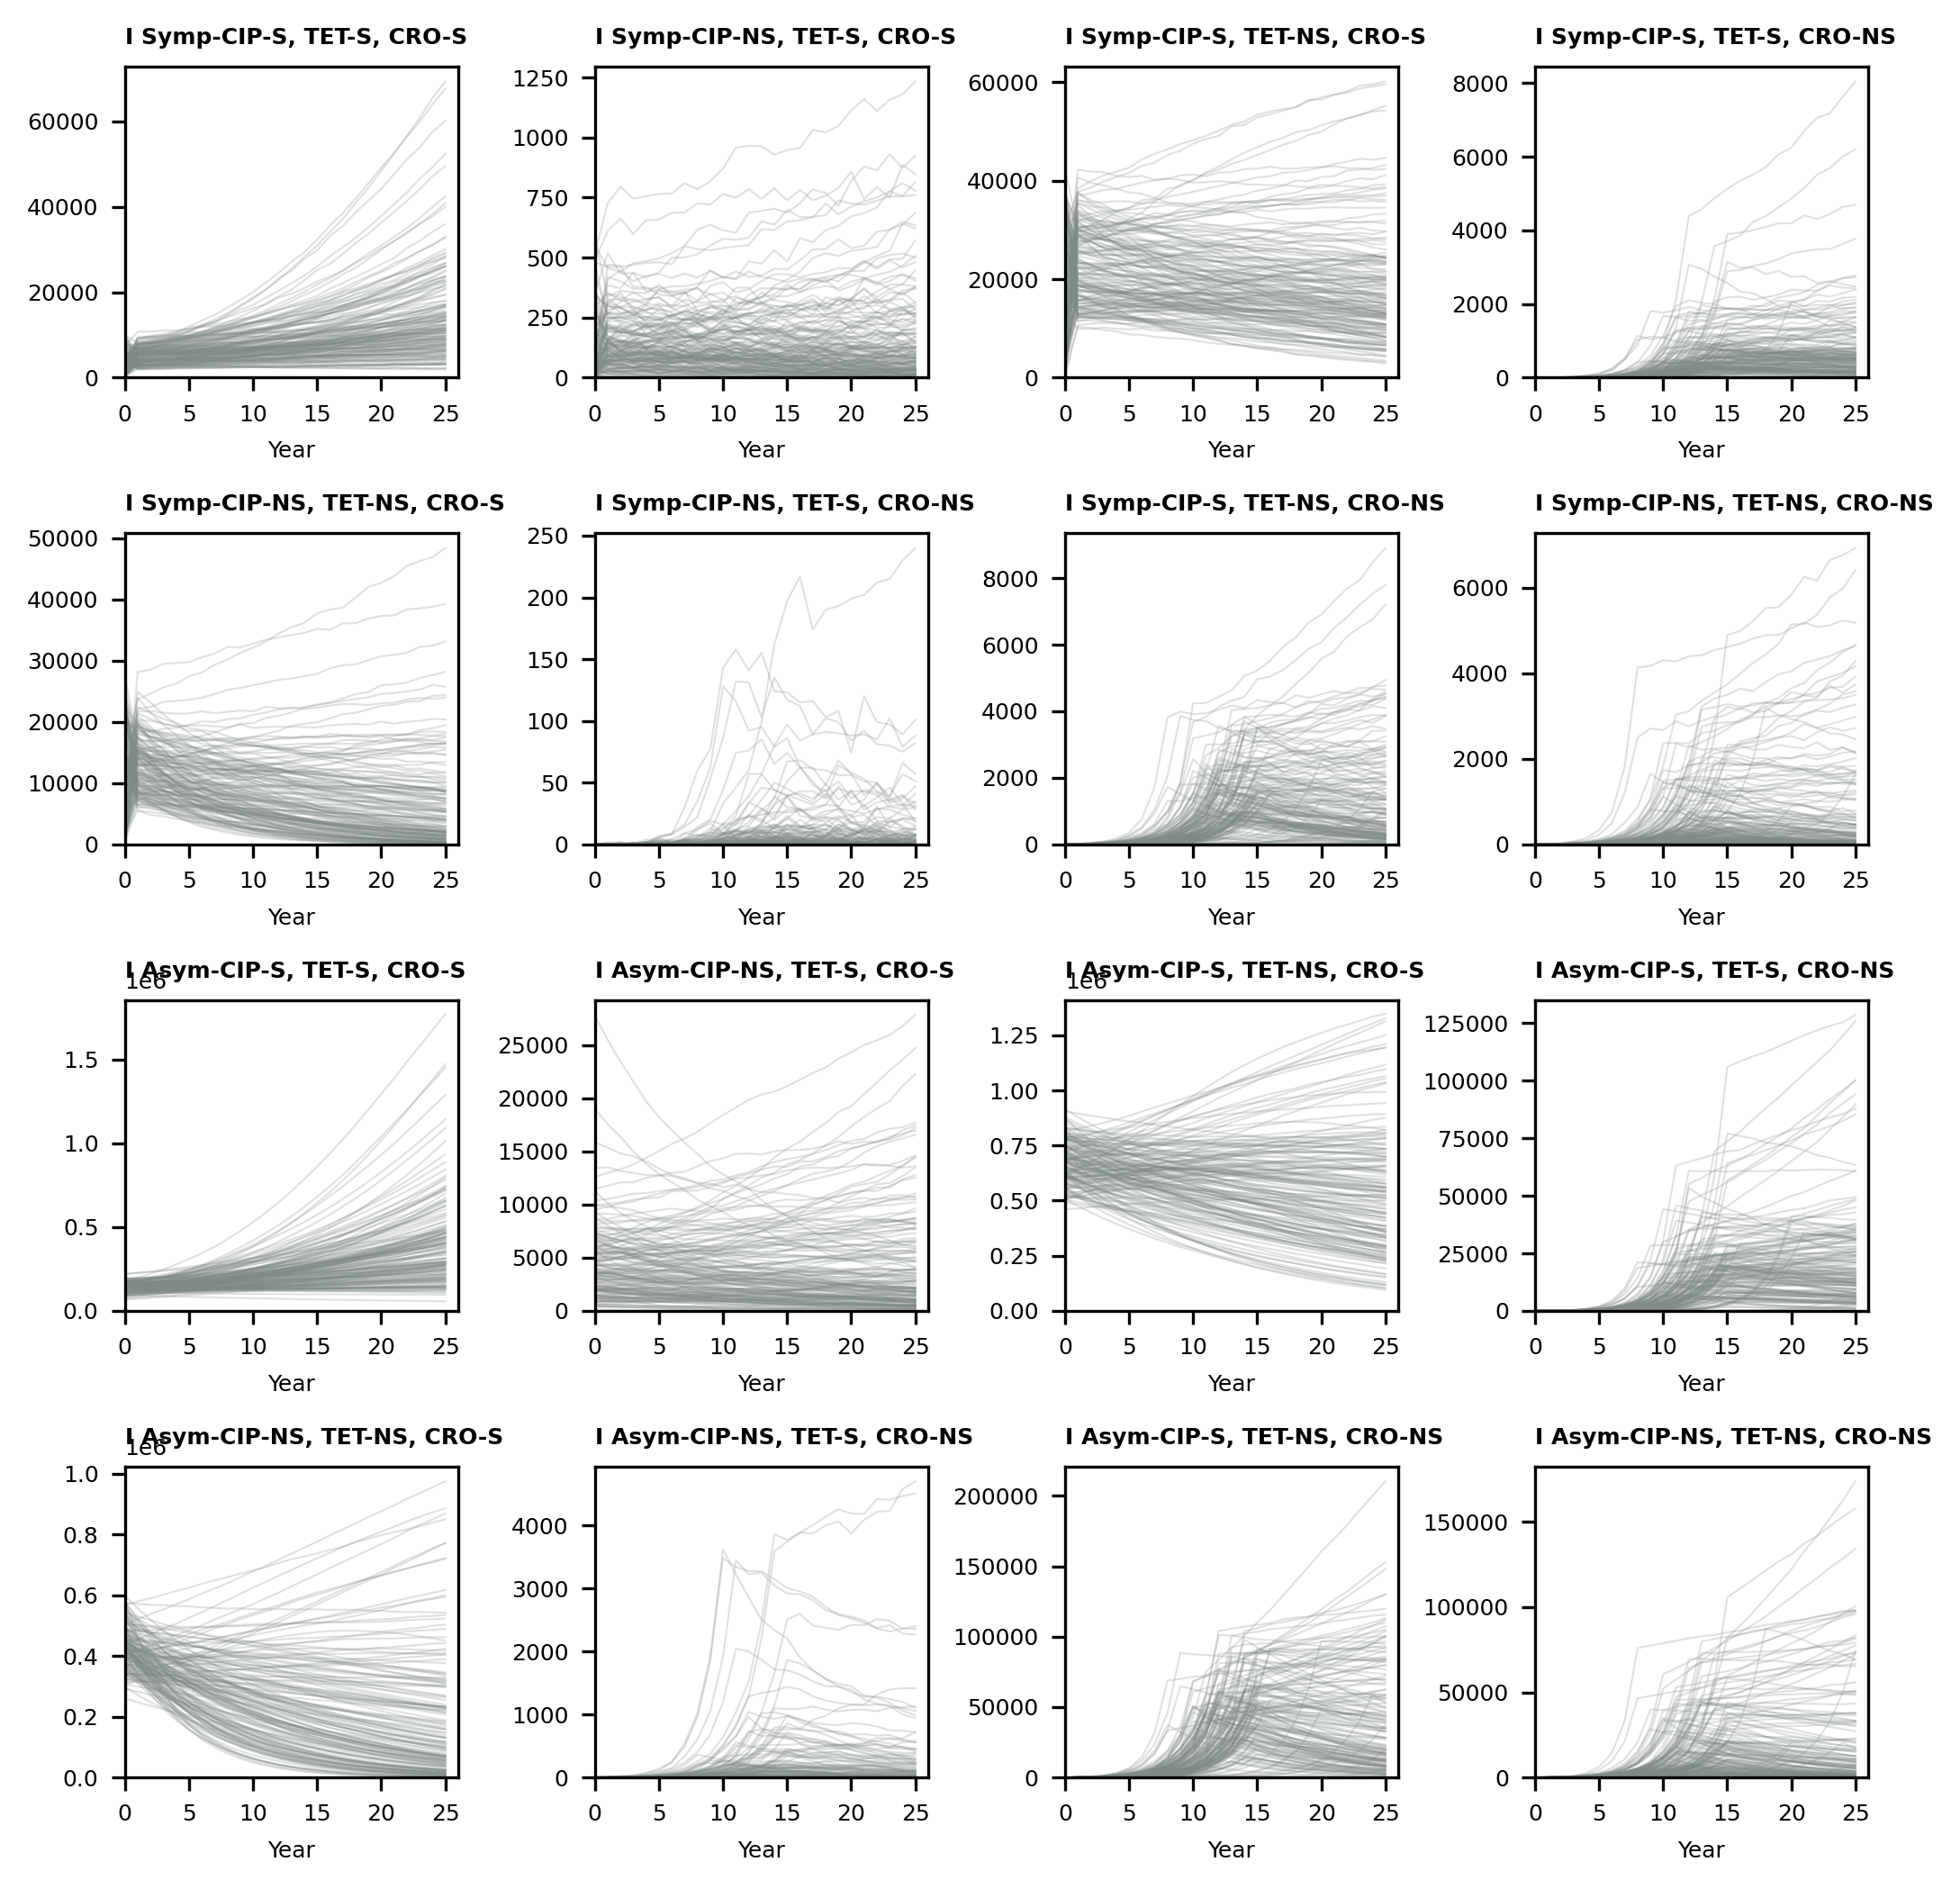 I Symp-CIP-S, TET-S, CRO-S
60000
40000
20000
0
0 5 10 15 20 25
Year
I Symp-CIP-NS, TET-S, CRO-S
1250
1000
750
500
250
0
0 5 10 15 20 25
Year
I Symp-CIP-S, TET-NS, CRO-S
60000
40000
20000
0
0 5 10 15 20 25
Year
I Symp-CIP-S, TET-S, CRO-NS
8000
6000
4000
2000
0
0 5 10 15 20 25
Year
I Symp-CIP-NS, TET-NS, CRO-S
50000
40000
30000
20000
10000
0
0 5 10 15 20 25
Year
I Symp-CIP-NS, TET-S, CRO-NS
250
200
150
100
50
0
0 5 10 15 20 25
Year
I Symp-CIP-S, TET-NS, CRO-NS
8000
6000
4000
2000
0
0 5 10 15 20 25
Year
I Symp-CIP-NS, TET-NS, CRO-NS
6000
4000
2000
0
0 5 10 15 20 25
Year
I Asym-CIP-S, TET-S, CRO-S
1e6
1.5
1.0
0.5
0.0
0 5 10 15 20 25
Year
I Asym-CIP-NS, TET-S, CRO-S
25000
20000
15000
10000
5000
0
0 5 10 15 20 25
Year
I Asym-CIP-S, TET-NS, CRO-S
1e6
1.25
1.00
0.75
0.50
0.25
0.00
0 5 10 15 20 25
Year
I Asym-CIP-S, TET-S, CRO-NS
125000
100000
75000
50000
25000
0
0 5 10 15 20 25
Year
I Asym-CIP-NS, TET-NS, CRO-S
1e6
1.0
0.8
0.6
0.4
0.2
0.0
0 5 10 15 20 25
Year
I Asym-CIP-NS, TET-S, CRO-NS
4000
3000
2000
1000
0
0 5 10 15 20 25
Year
I Asym-CIP-S, TET-NS, CRO-NS
200000
150000
100000
50000
0
0 5 10 15 20 25
Year
I Asym-CIP-NS, TET-NS, CRO-NS
150000
100000
50000
0
0 5 10 15 20 25
Year